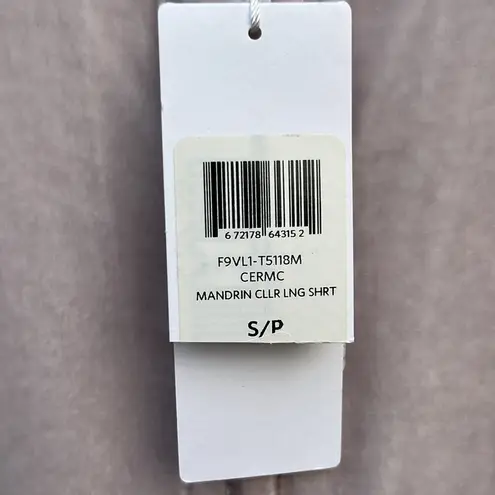 6 72178 64315 2
F9VL1-T5118M
CERMC
MANDRIN CLLR LNG SHRT
S/P